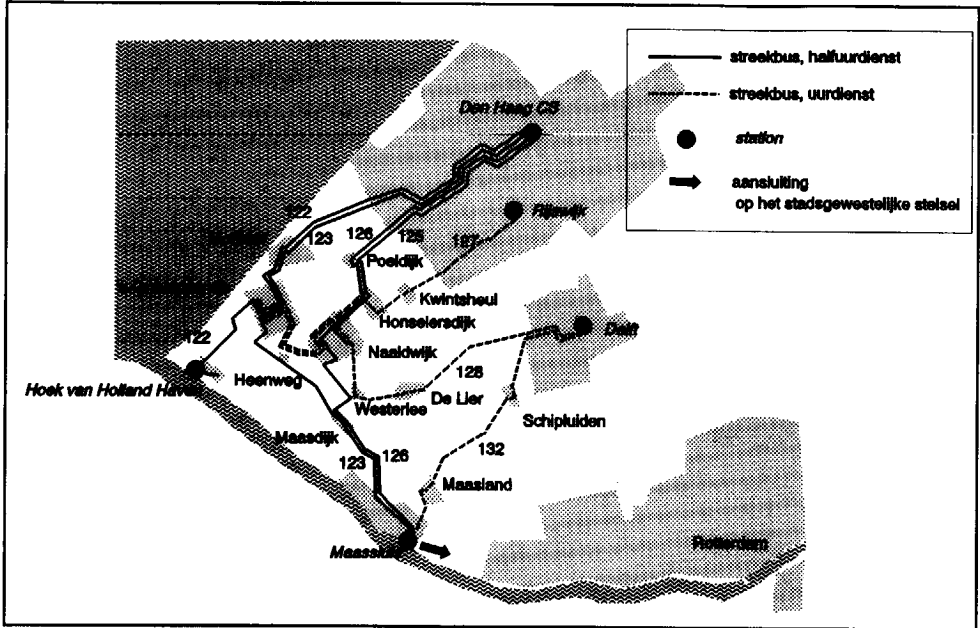 streekbus, halfuurdienst
streekbus, uurdienst
station
aansluiting
op het stadsgewestelijke stelsel
Den Haag CS
Rijswijk
122
123
126
125
127
Poeldijk
Kwintsheul
Honselersdijk
Delft
122
Naaldwijk
Heenweg
128
Hoek van Holland Haven
Westerlee
De Lier
Schipluiden
Maasdijk
123
126
132
Maasland
Maassluis
Rotterdam